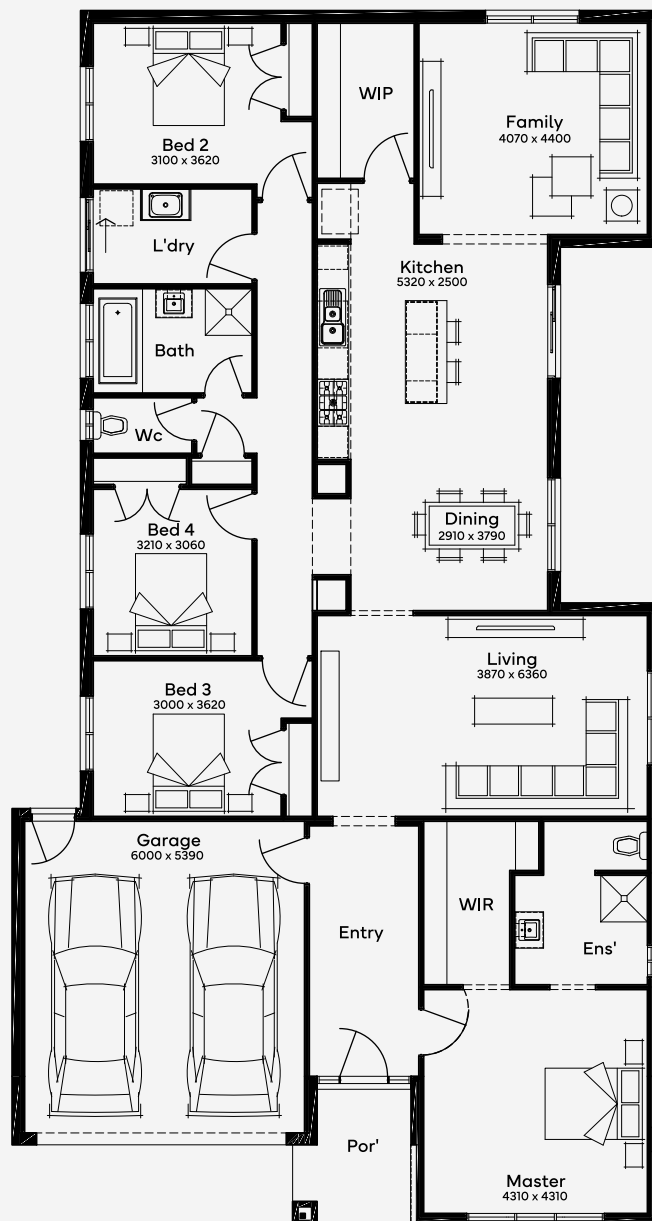 WIP
Family
4070 x 4400
Bed 2
3100 x 3620
L'dry
Kitchen
5320 x 2500
Bath
Wc
Dining
2910 x 3790
Bed 4
3210 x 3060
Living
3870 x 6360
Bed 3
3000 x 3620
Garage
6000 x 5390
WIR
Entry
Ens'
Por'
Master
4310 x 4310